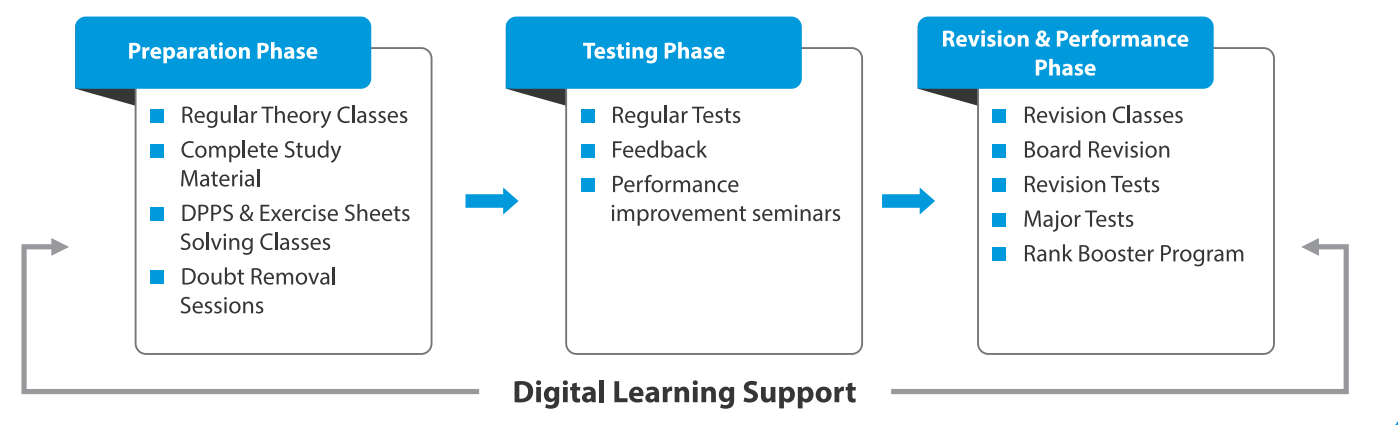 Preparation Phase
Regular Theory Classes
Complete Study
Material
DPPS & Exercise Sheets
Solving Classes
Doubt Removal
Sessions
Testing Phase
Regular Tests
Feedback
Performance
improvement seminars
Revision & Performance
Phase
Revision Classes
Board Revision
Revision Tests
Major Tests
Rank Booster Program
Digital Learning Support